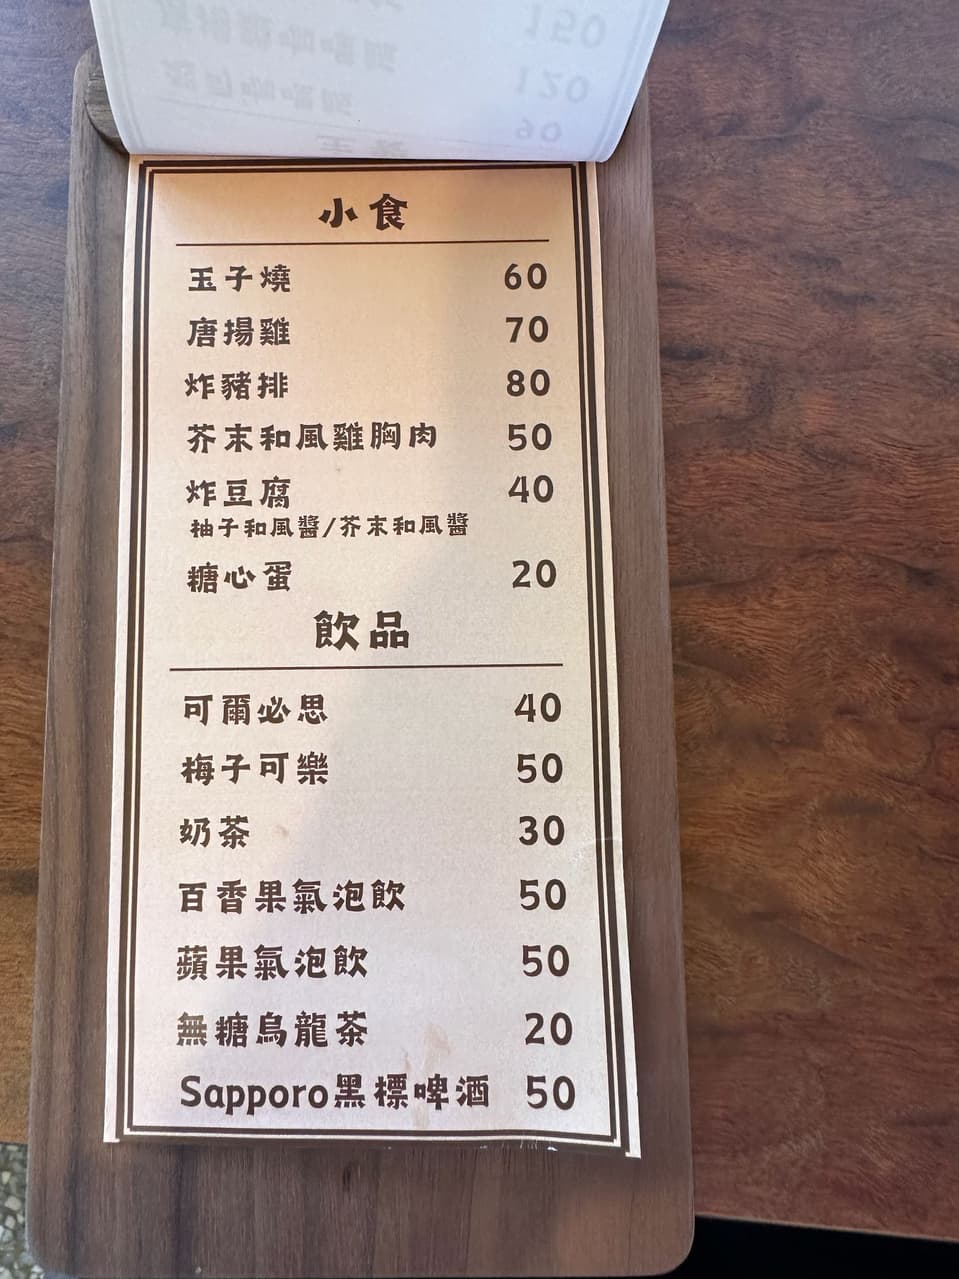 小食
玉子燒 60
唐揚雞 70
炸豬排 80
芥末和風雞胸肉 50
炸豆腐 40
柚子和風醬/芥末和風醬
糖心蛋 20
飲品
可爾必思 40
梅子可樂 50
奶茶 30
百香果氣泡飲 50
蘋果氣泡飲 50
無糖烏龍茶 20
Sapporo黑標啤酒 50